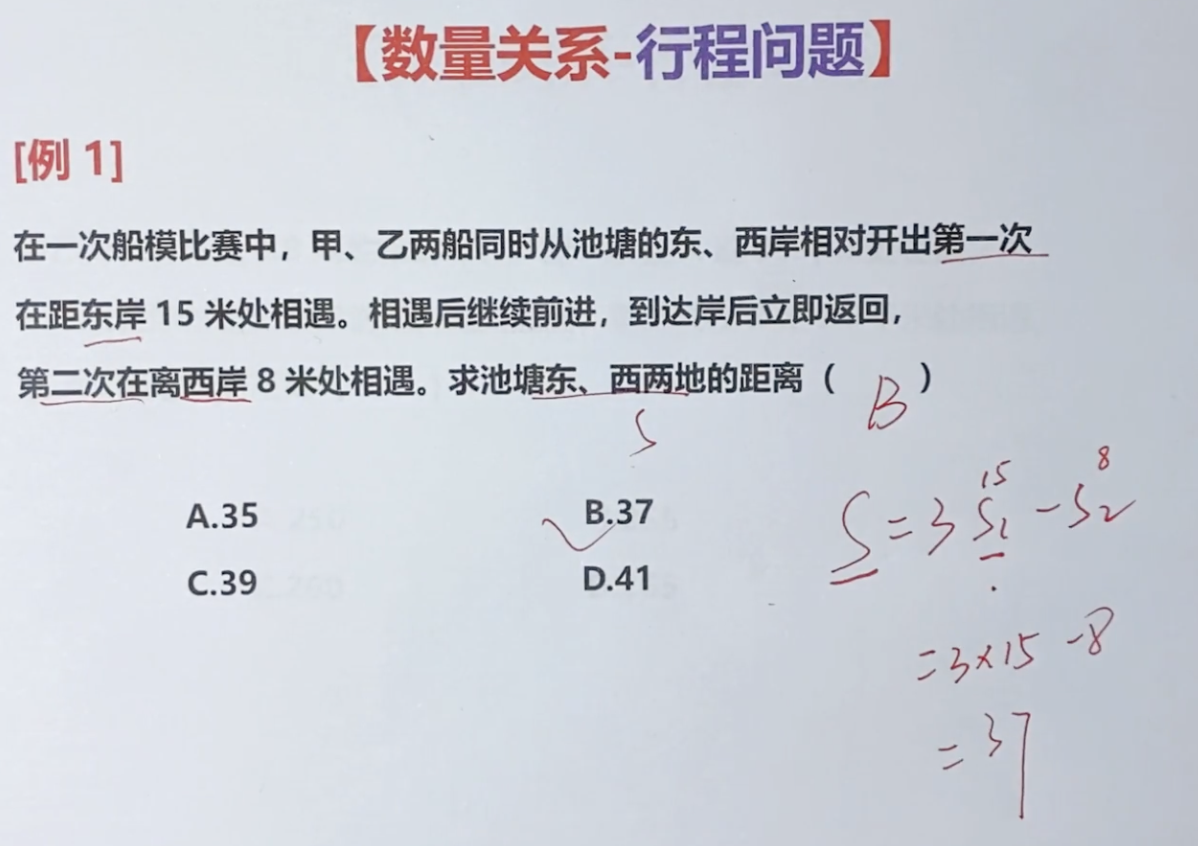 【数量关系-行程问题】
[例 1]
在一次船模比赛中，甲、乙两船同时从池塘的东、西岸相对开出第一次
在距东岸 15 米处相遇。相遇后继续前进，到达岸后立即返回，
第二次在离西岸 8 米处相遇。求池塘东、西两地的距离（ B ）
S
A.35
B.37
C.39
D.41
15 8
S=3S₁-S₂
=3×15-8
=37